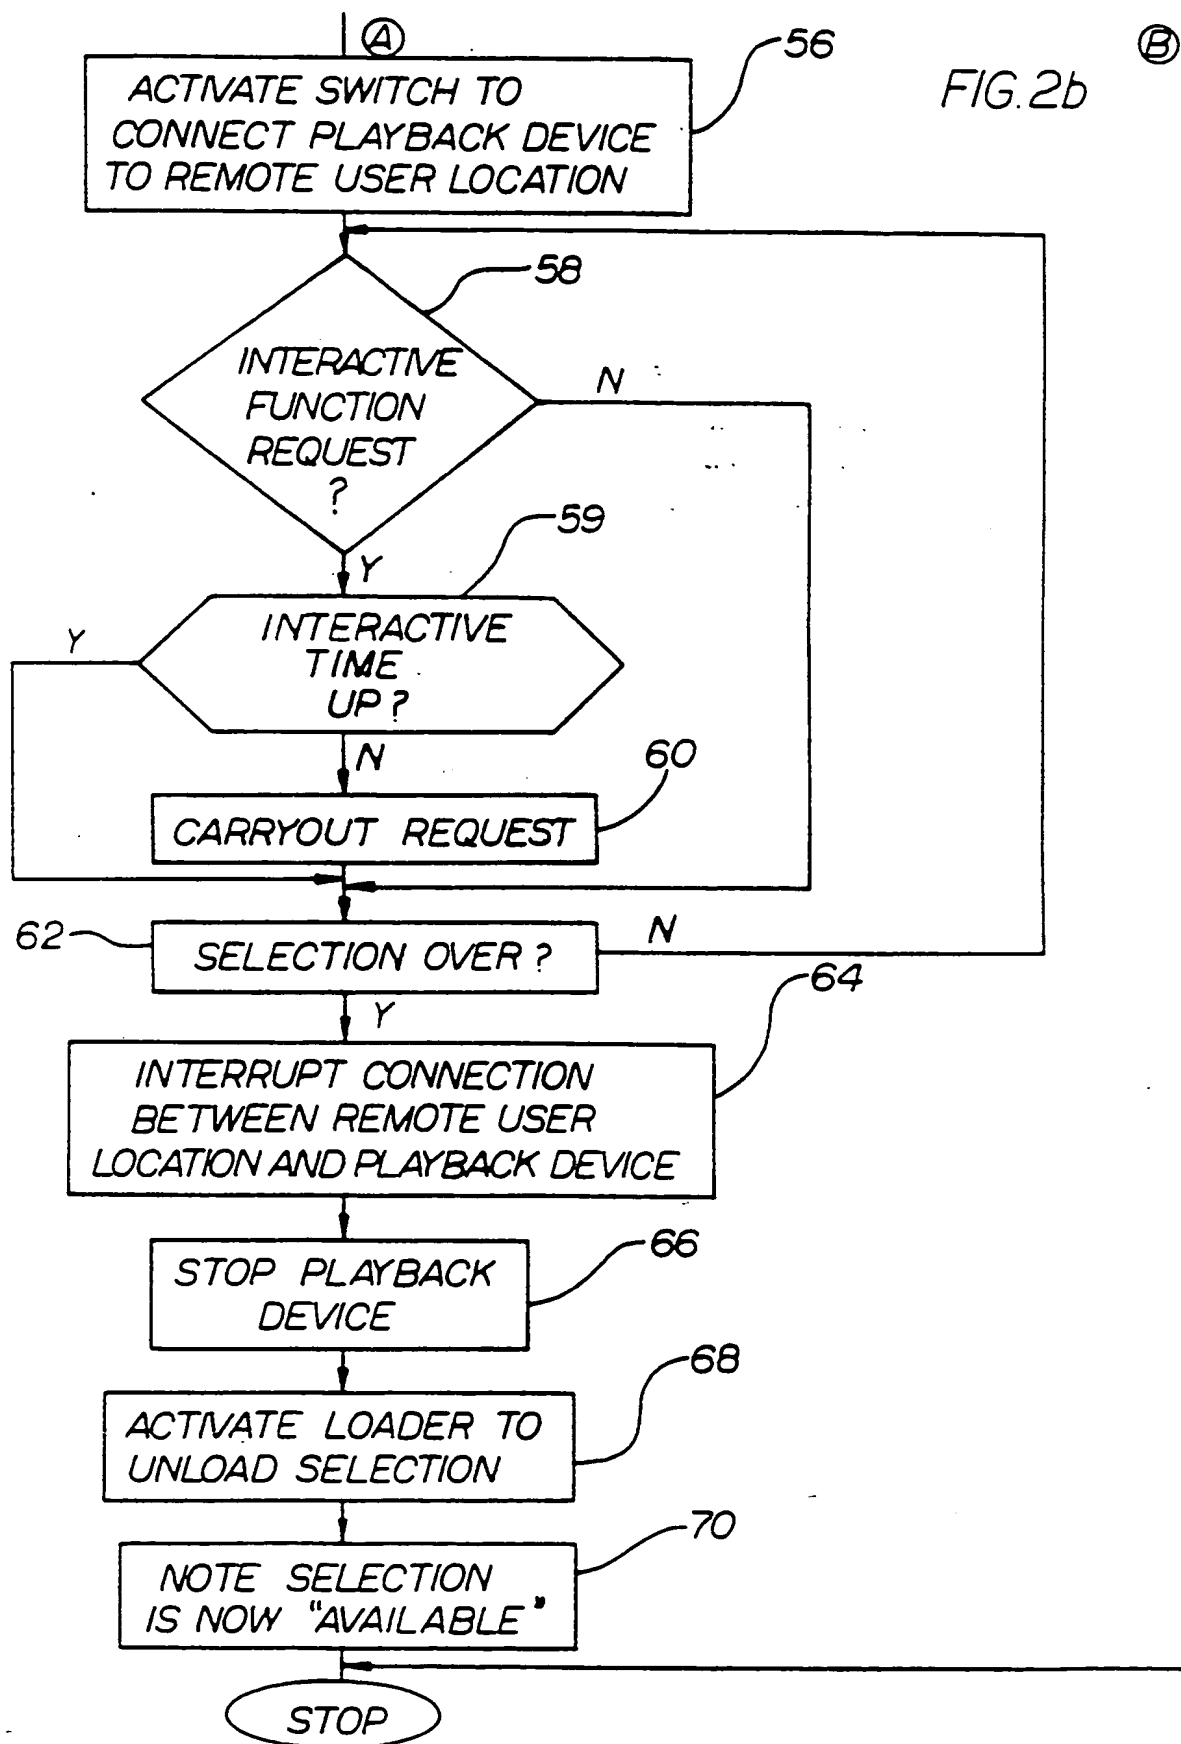 A
B
56
FIG. 2b
ACTIVATE SWITCH TO
CONNECT PLAYBACK DEVICE
TO REMOTE USER LOCATION
58
INTERACTIVE
FUNCTION
REQUEST
?
N
59
Y
INTERACTIVE
TIME
UP?
Y
N
60
CARRYOUT REQUEST
62
SELECTION OVER?
N
64
Y
INTERRUPT CONNECTION
BETWEEN REMOTE USER
LOCATION AND PLAYBACK DEVICE
66
STOP PLAYBACK
DEVICE
68
ACTIVATE LOADER TO
UNLOAD SELECTION
70
NOTE SELECTION
IS NOW "AVAILABLE"
STOP